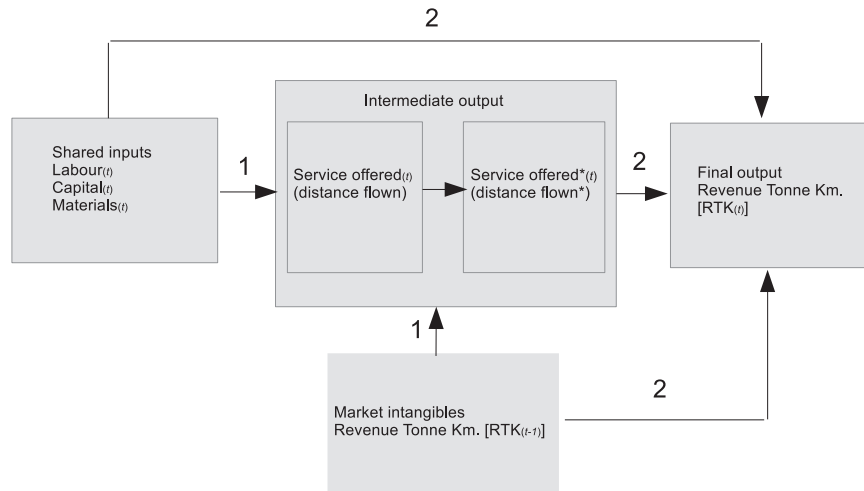 2
Intermediate output
Shared inputs
Labour(t)
Capital(t)
Materials(t)
1
Service offered(t)
(distance flown)
Service offered*(t)
(distance flown*)
2
Final output
Revenue Tonne Km.
[RTK(t)]
1
Market intangibles
Revenue Tonne Km. [RTK(t-1)]
2